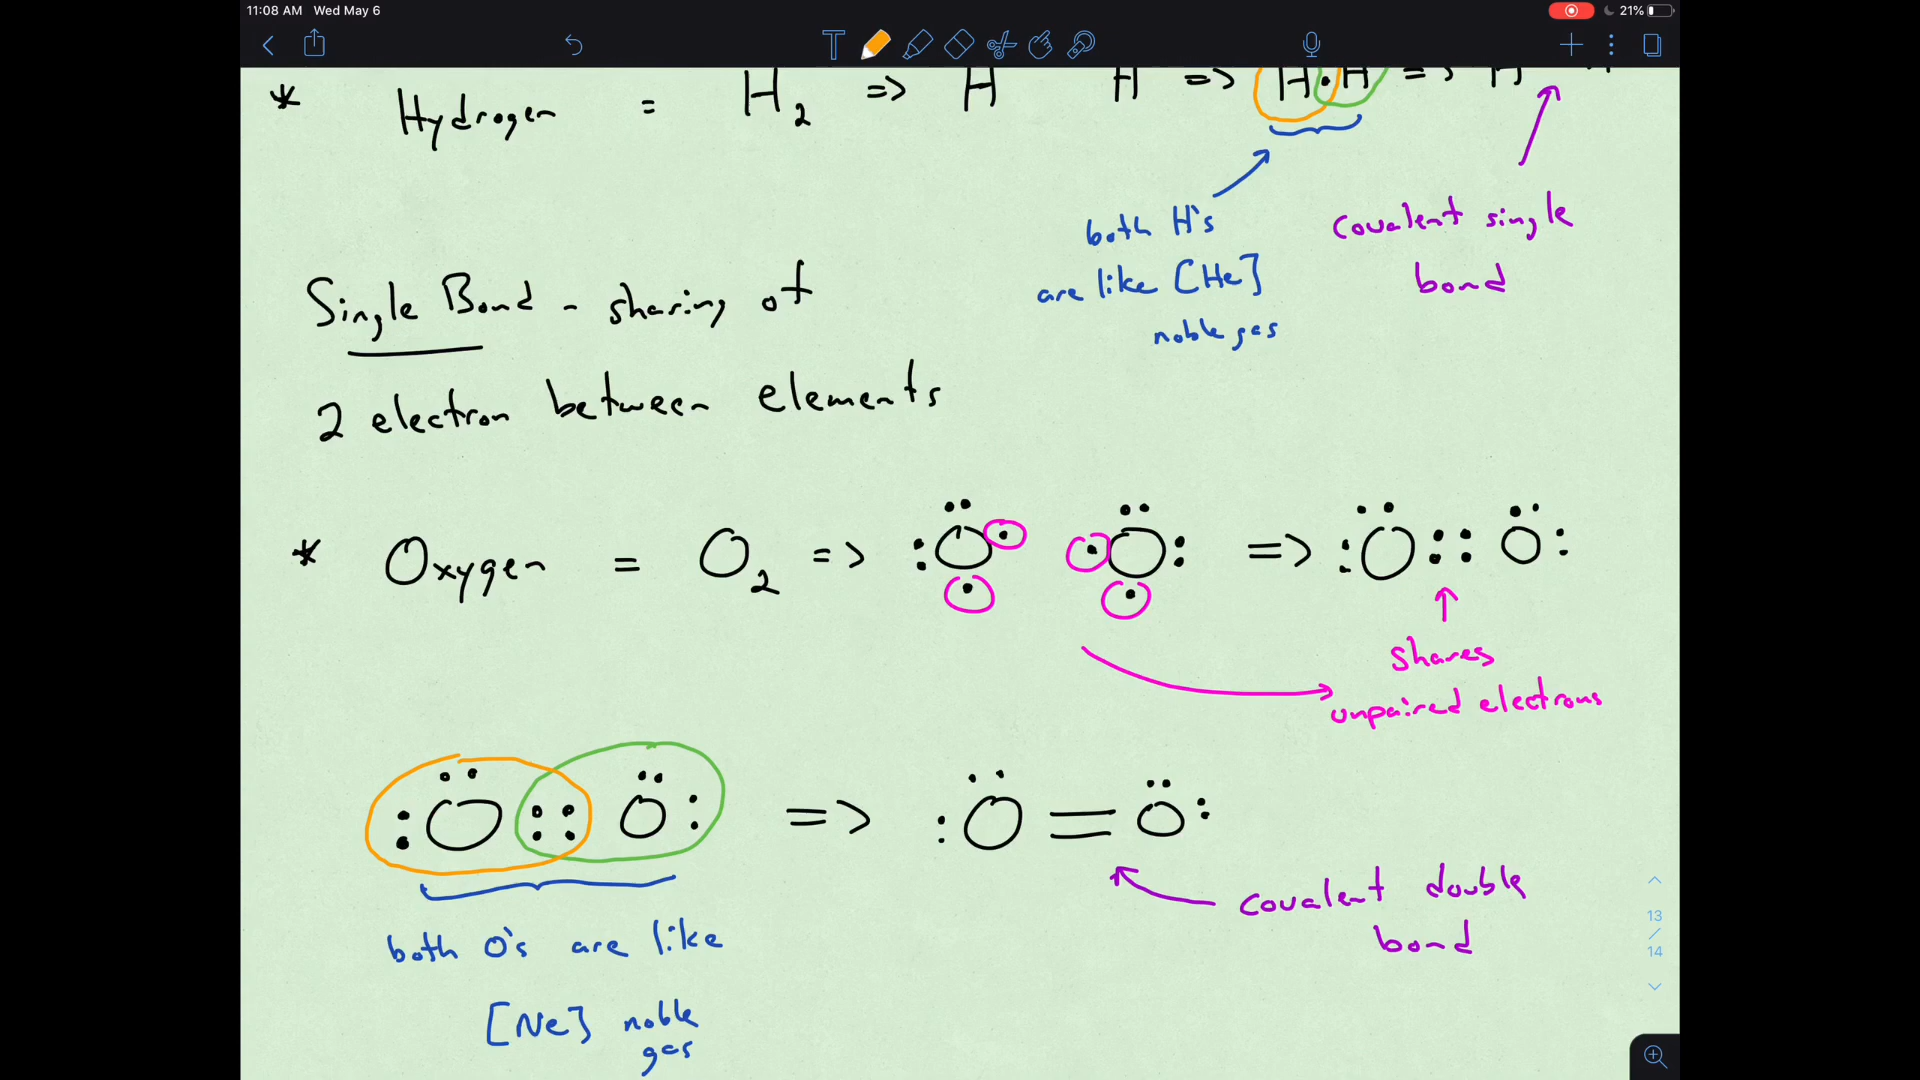 11:08 AM Wed May 6
21%
* Hydrogen = H2 => H H => H·H => H H
both H's
are like [He]
noble gas
covalent single
bond
Single Bond - sharing of
2 electron between elements
* Oxygen = O2 => :O· ·O: => :O::O:
shares
unpaired electrons
:O::O: => :O=O:
covalent double
bond
both O's are like
[Ne] noble
gas
13
/
14